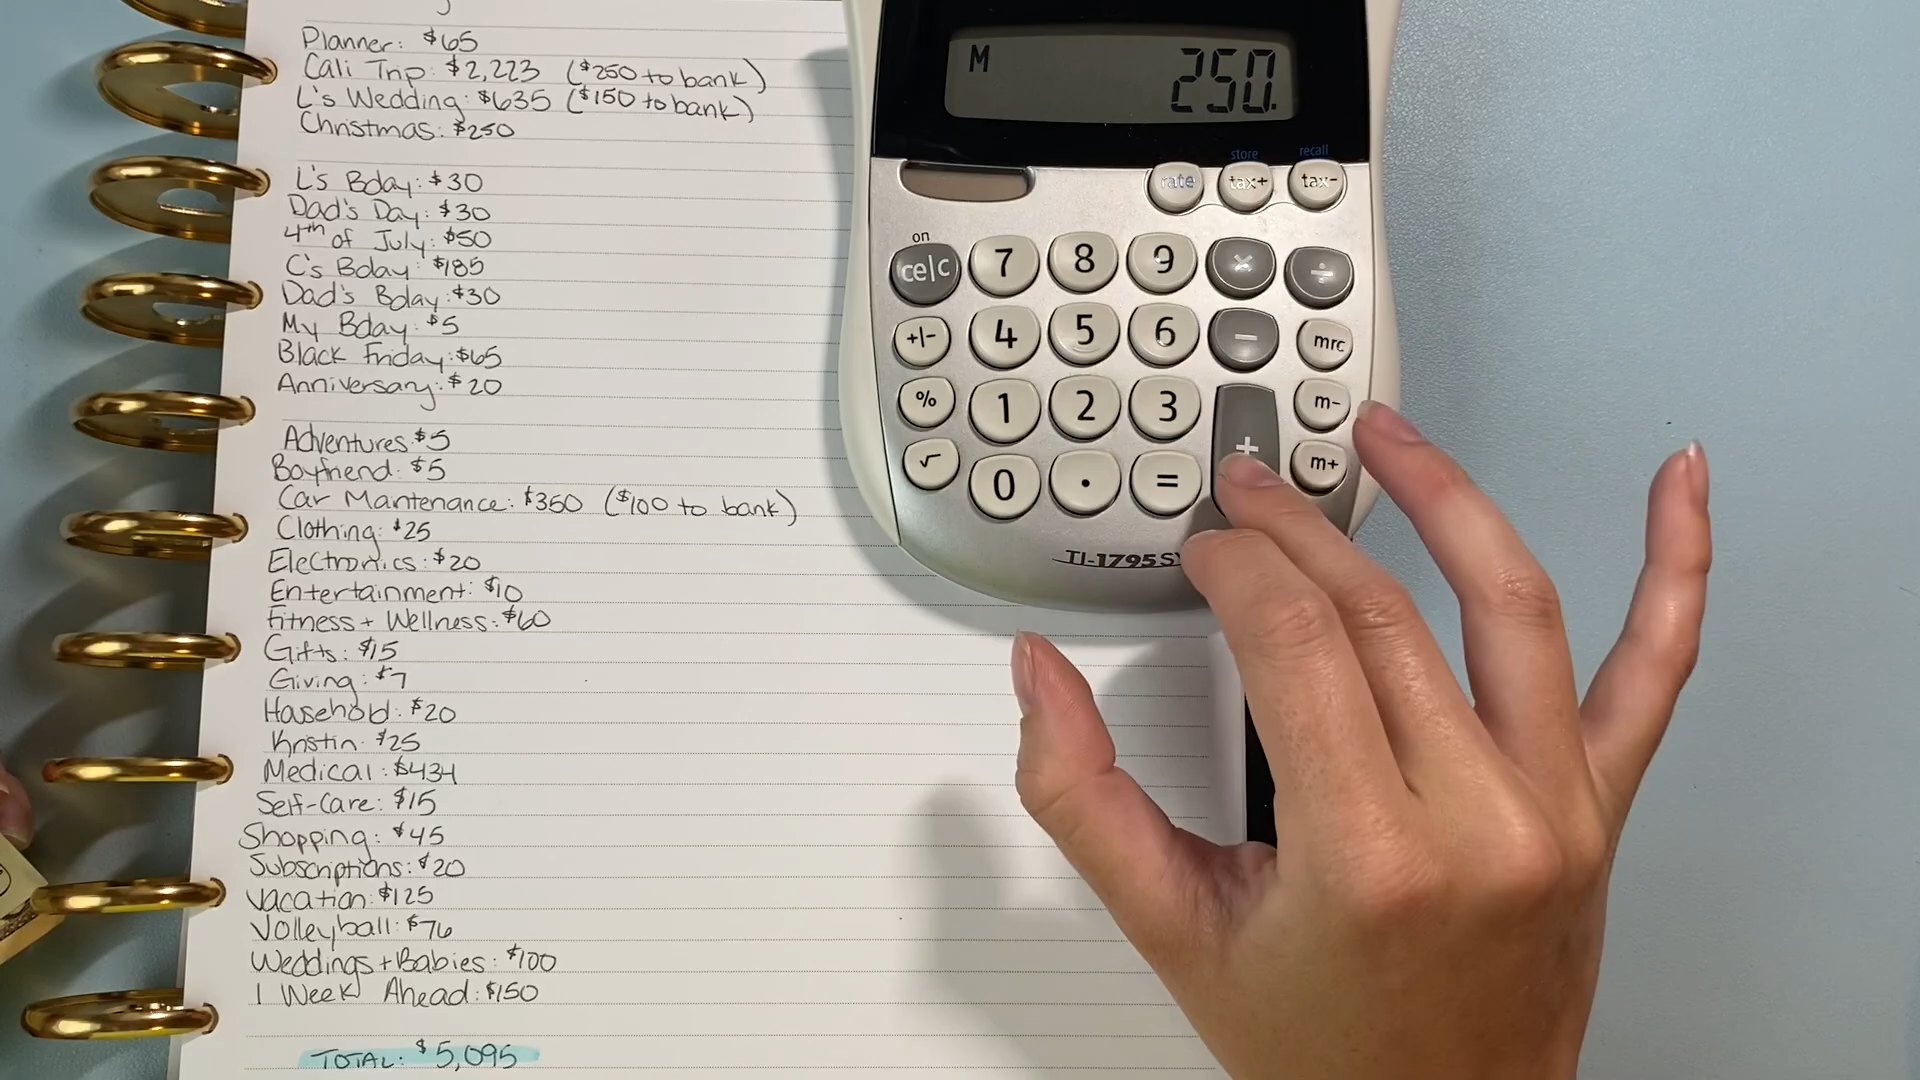 Planner: $65
Cali Trip: $2,223 ($250 to bank)
L's Wedding: $635 ($150 to bank)
Christmas: $250
L's Bday: $30
Dad's Day: $30
4th of July: $50
C's Bday: $185
Dad's Bday: $30
My Bday: $5
Black Friday: $65
Anniversary: $20
Adventures: $5
Boyfriend: $5
Car Mantenance: $350 ($100 to bank)
Clothing: $25
Electronics: $20
Entertainment: $10
Fitness + Wellness: $60
Gifts: $15
Giving: $7
Household: $20
Kristin: $25
Medical: $434
Self-Care: $15
Shopping: $45
Subscriptions: $20
Vacation: $125
Volleyball: $76
Weddings + Babies: $100
1 Week Ahead: $150
TOTAL: $5,095
M 250.
store recall
rate tax+ tax-
on
ce|c 7 8 9 × ÷
+|- 4 5 6 - mrc
% 1 2 3 + m-
√ 0 . = m+
TI-1795 S